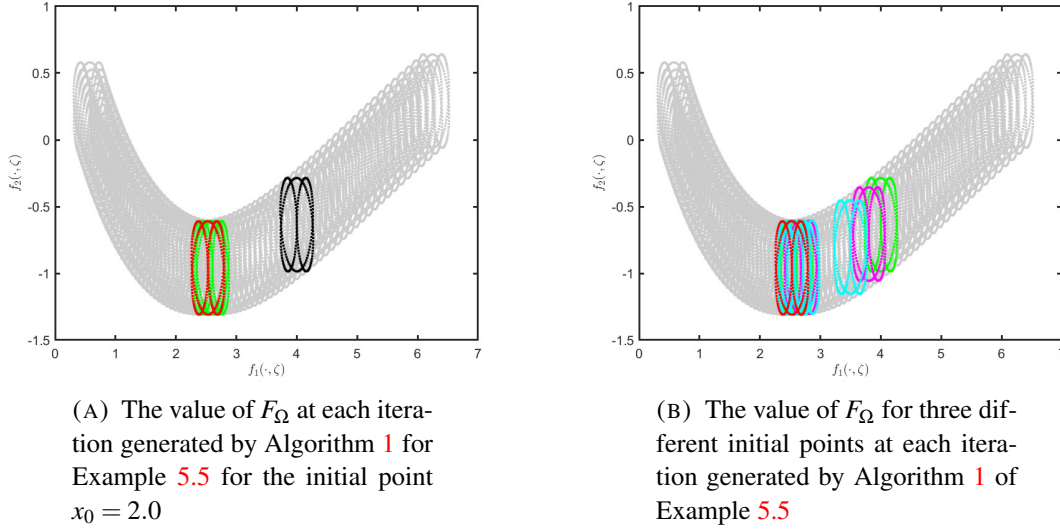 1
0.5
0
-0.5
-1
-1.5
f₂(·,ζ)
0 1 2 3 4 5 6 7
f₁(·,ζ)
(A) The value of F_Ω at each itera-
tion generated by Algorithm 1 for
Example 5.5 for the initial point
x₀ = 2.0
1
0.5
0
-0.5
-1
-1.5
f₂(·,ζ)
0 1 2 3 4 5 6 7
f₁(·,ζ)
(B) The value of F_Ω for three dif-
ferent initial points at each itera-
tion generated by Algorithm 1 of
Example 5.5